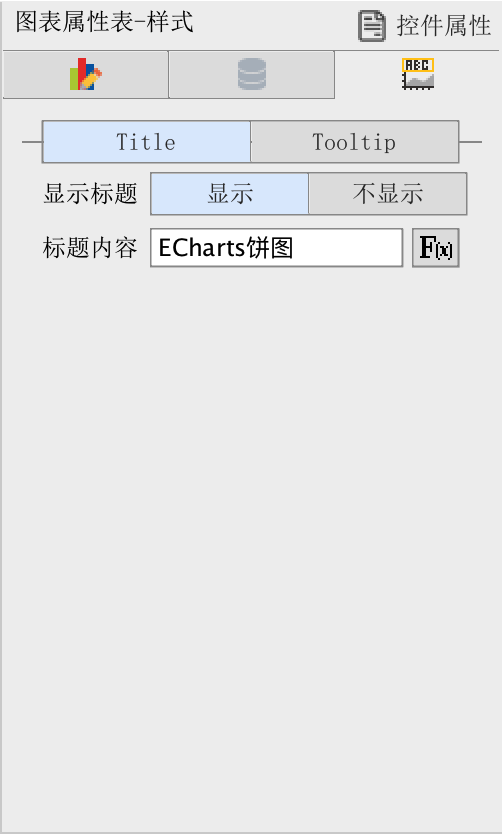 图表属性表-样式 控件属性
ABC
Title Tooltip
显示标题 显示 不显示
标题内容 ECharts饼图 F(x)